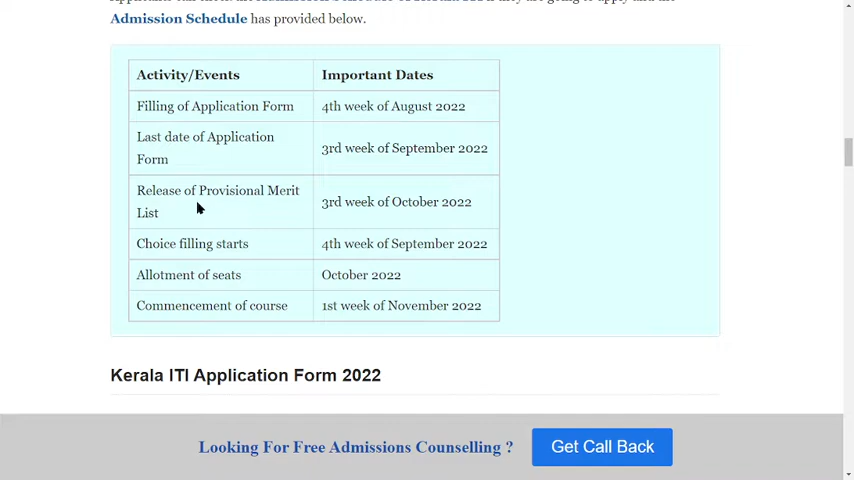 Admission Schedule has provided below.
Activity/Events Important Dates
Filling of Application Form 4th week of August 2022
Last date of Application
Form
3rd week of September 2022
Release of Provisional Merit
List
3rd week of October 2022
Choice filling starts 4th week of September 2022
Allotment of seats October 2022
Commencement of course 1st week of November 2022
Kerala ITI Application Form 2022
Looking For Free Admissions Counselling ? Get Call Back